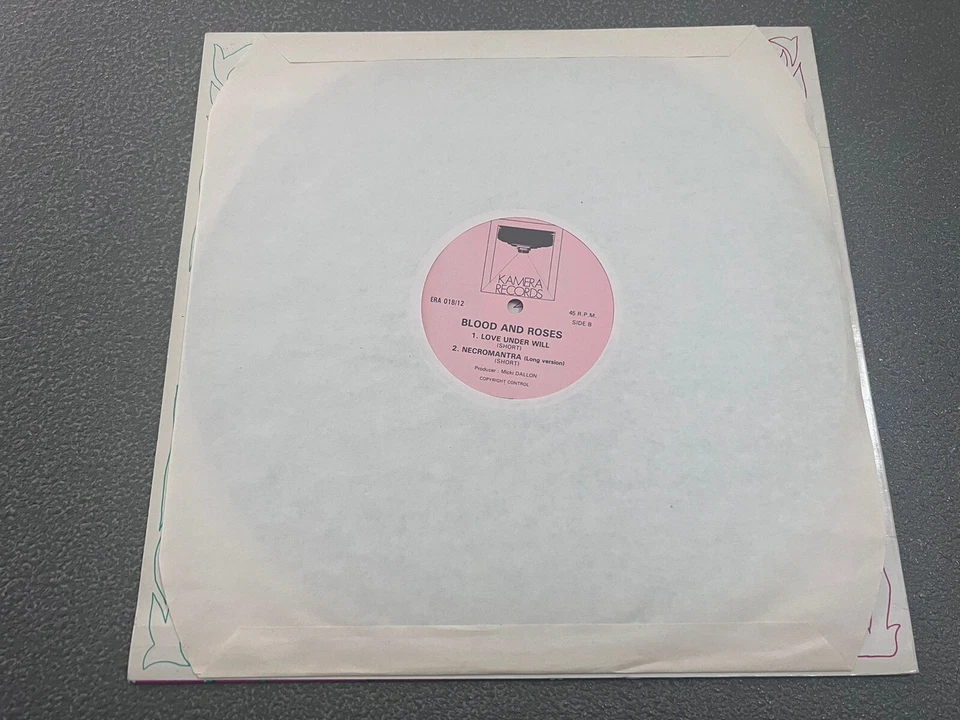 KAMERA
RECORDS
ERA 018/12
45 R.P.M.
SIDE B
BLOOD AND ROSES
1. LOVE UNDER WILL
(SHORT)
2. NECROMANTRA (Long version)
(SHORT)
Producer : Micki DALLON
COPYRIGHT CONTROL